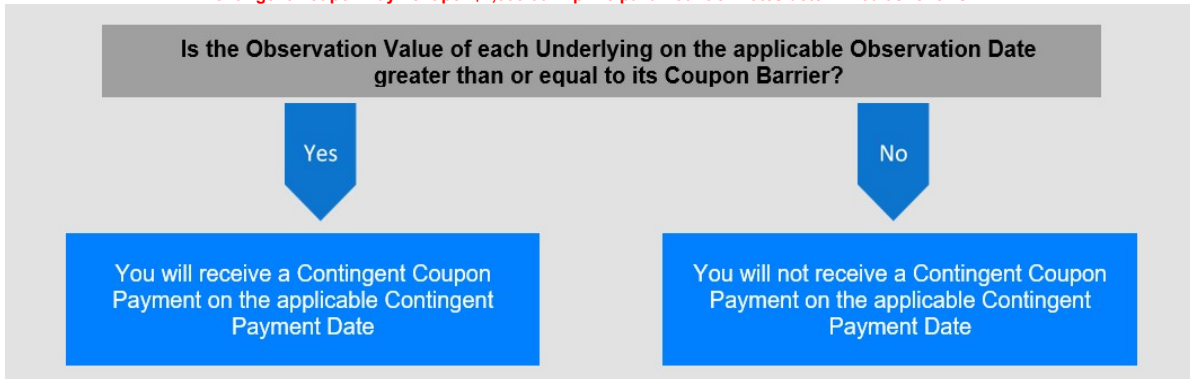 Is the Observation Value of each Underlying on the applicable Observation Date
greater than or equal to its Coupon Barrier?
Yes
No
You will receive a Contingent Coupon
Payment on the applicable Contingent
Payment Date
You will not receive a Contingent Coupon
Payment on the applicable Contingent
Payment Date